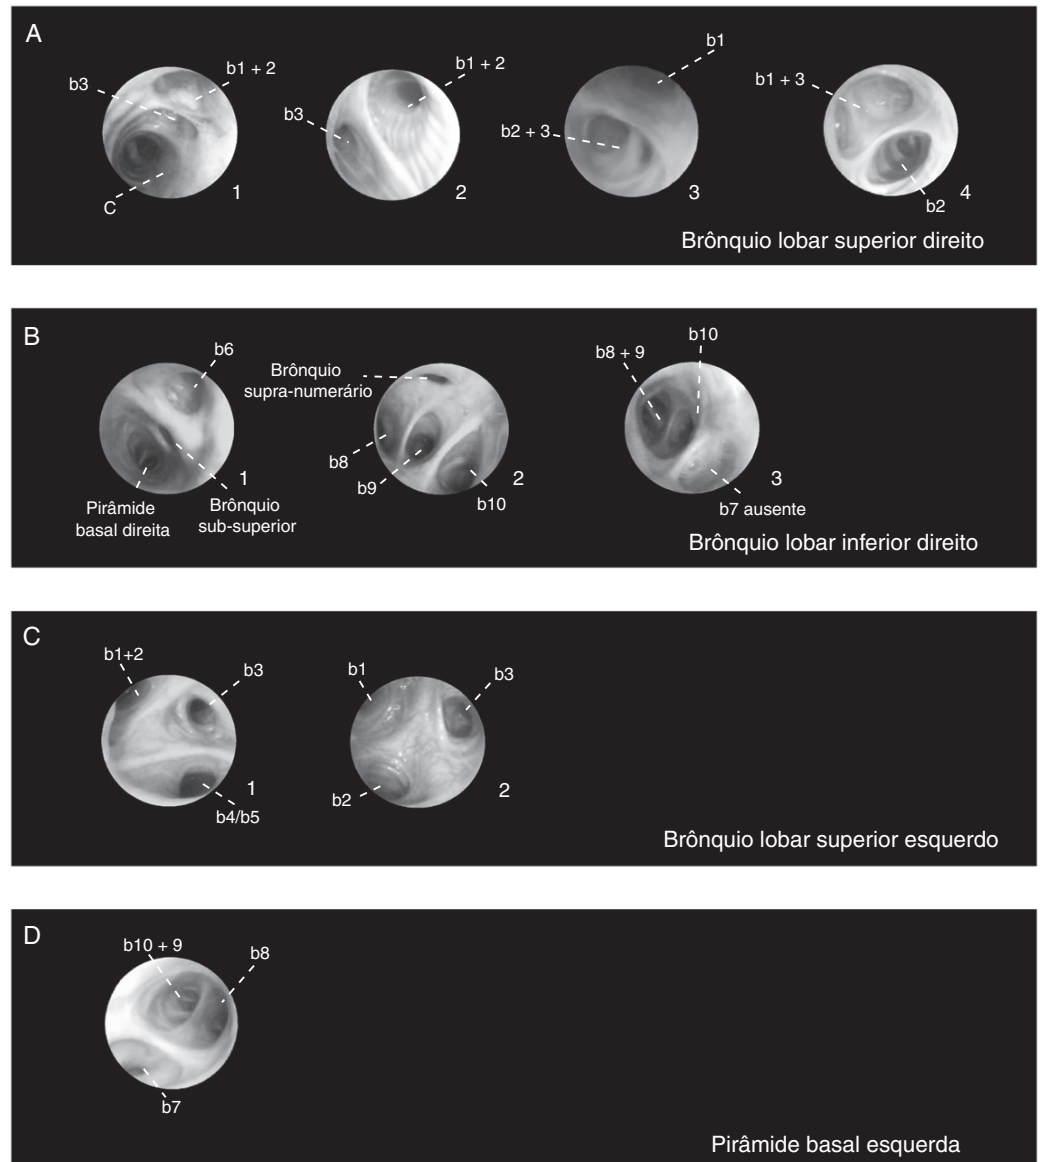 A
b3
b1 + 2
C
1
b3
b1 + 2
2
b1
b2 + 3
3
b1 + 3
b2
4
Brônquio lobar superior direito
B
b6
1
Pirâmide
basal direita
Brônquio
sub-superior
Brônquio
supra-numerário
b8
b9
b10
2
b8 + 9
b10
3
b7 ausente
Brônquio lobar inferior direito
C
b1+2
b3
1
b4/b5
b1
b3
b2
2
Brônquio lobar superior esquerdo
D
b10 + 9
b8
b7
Pirâmide basal esquerda